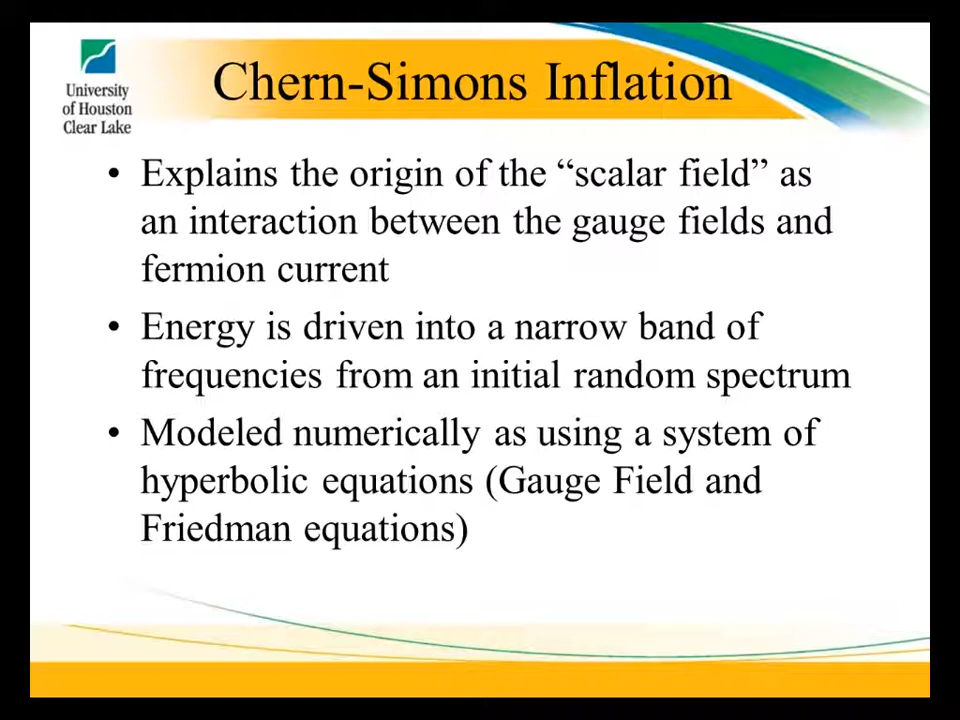 University
of Houston
Clear Lake
Chern-Simons Inflation
• Explains the origin of the “scalar field” as
an interaction between the gauge fields and
fermion current
• Energy is driven into a narrow band of
frequencies from an initial random spectrum
• Modeled numerically as using a system of
hyperbolic equations (Gauge Field and
Friedman equations)